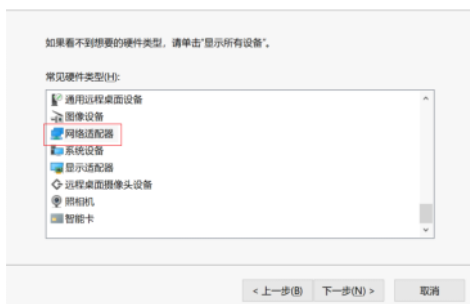 如果看不到想要的硬件类型，请单击"显示所有设备"。
常见硬件类型(H):
通用远程桌面设备
图像设备
网络适配器
系统设备
显示适配器
远程桌面摄像头设备
照相机
智能卡
< 上一步(B) 下一步(N) > 取消